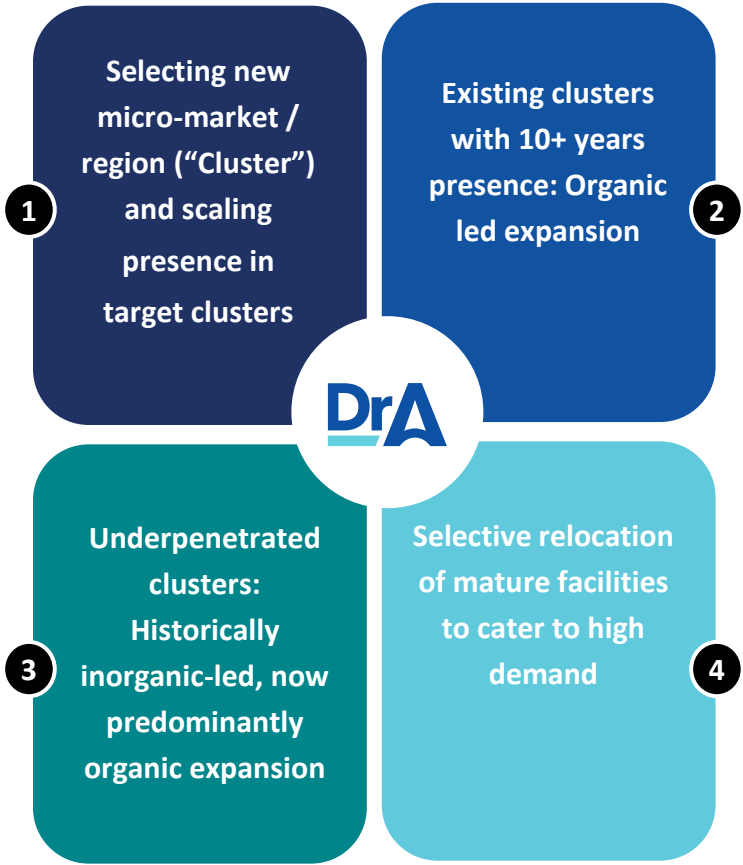 Selecting new
micro-market /
region (“Cluster”)
and scaling
presence in
target clusters
1
Existing clusters
with 10+ years
presence: Organic
led expansion
2
DrA
Underpenetrated
clusters:
Historically
inorganic-led, now
predominantly
organic expansion
3
Selective relocation
of mature facilities
to cater to high
demand
4